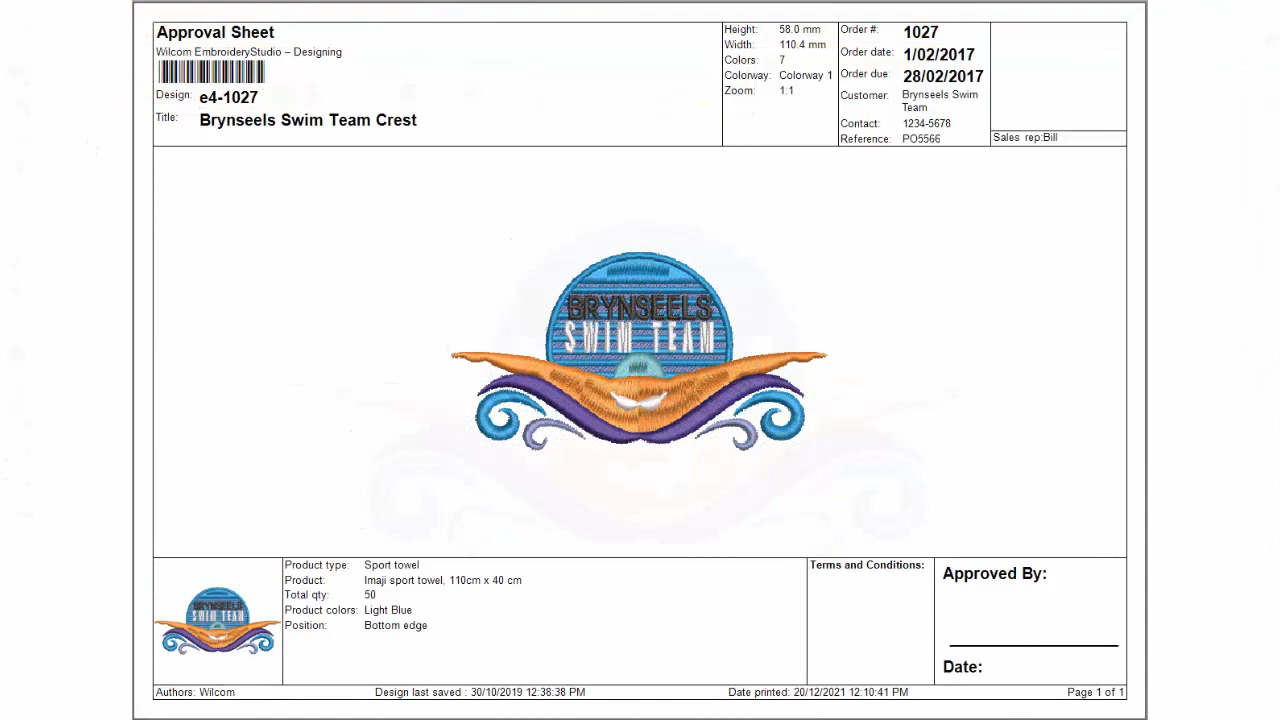 Approval Sheet
Wilcom EmbroideryStudio – Designing
Design: e4-1027
Title: Brynseels Swim Team Crest
Height: 58.0 mm
Width: 110.4 mm
Colors: 7
Colorway: Colorway 1
Zoom: 1:1
Order #: 1027
Order date: 1/02/2017
Order due: 28/02/2017
Customer: Brynseels Swim
Team
Contact: 1234-5678
Reference: PO5566
Sales rep:Bill
BRYNSEELS
SWIM TEAM
BRYNSEELS
SWIM TEAM
Product type: Sport towel
Product: Imaji sport towel, 110cm x 40 cm
Total qty: 50
Product colors: Light Blue
Position: Bottom edge
Terms and Conditions:
Approved By:
Date:
Authors: Wilcom
Design last saved : 30/10/2019 12:38:38 PM
Date printed: 20/12/2021 12:10:41 PM
Page 1 of 1